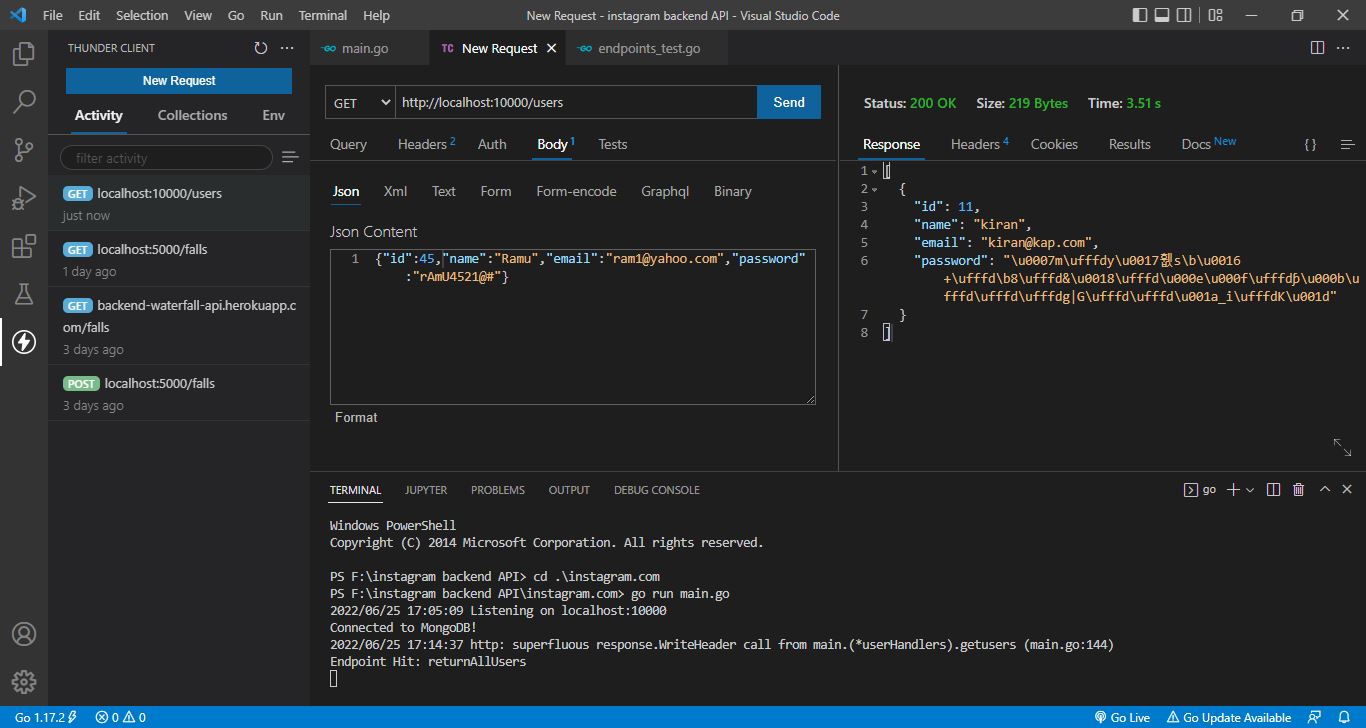 File Edit Selection View Go Run Terminal Help New Request - instagram backend API - Visual Studio Code
THUNDER CLIENT
New Request
Activity Collections Env
filter activity
GET localhost:10000/users
just now
GET localhost:5000/falls
1 day ago
GET backend-waterfall-api.herokuapp.c
om/falls
3 days ago
POST localhost:5000/falls
3 days ago
main.go TC New Request endpoints_test.go
GET http://localhost:10000/users Send
Query Headers 2 Auth Body 1 Tests
Json Xml Text Form Form-encode Graphql Binary
Json Content
1 {"id":45,"name":"Ramu","email":"ram1@yahoo.com","password"
:"rAmU4521@#"}
Format
Status: 200 OK Size: 219 Bytes Time: 3.51 s
Response Headers 4 Cookies Results Docs New {}
1 [
2 {
3 "id": 11,
4 "name": "kiran",
5 "email": "kiran@kap.com",
6 "password": "\u0007m\ufffdy\u0017s\b\u0016
+\ufffd\b8\ufffd&\u0018\ufffd\u000e\u000f\ufffdϸ\u000b\u
fffd\ufffd\ufffdg|G\ufffd\ufffd\u001a_i\ufffdK\u001d"
7 }
8 ]
TERMINAL JUPYTER PROBLEMS OUTPUT DEBUG CONSOLE go
Windows PowerShell
Copyright (C) 2014 Microsoft Corporation. All rights reserved.
PS F:\instagram backend API> cd .\instagram.com
PS F:\instagram backend API\instagram.com> go run main.go
2022/06/25 17:05:09 Listening on localhost:10000
Connected to MongoDB!
2022/06/25 17:14:37 http: superfluous response.WriteHeader call from main.(*userHandlers).getusers (main.go:144)
Endpoint Hit: returnAllUsers
Go 1.17.2 0 0 Go Live Go Update Available